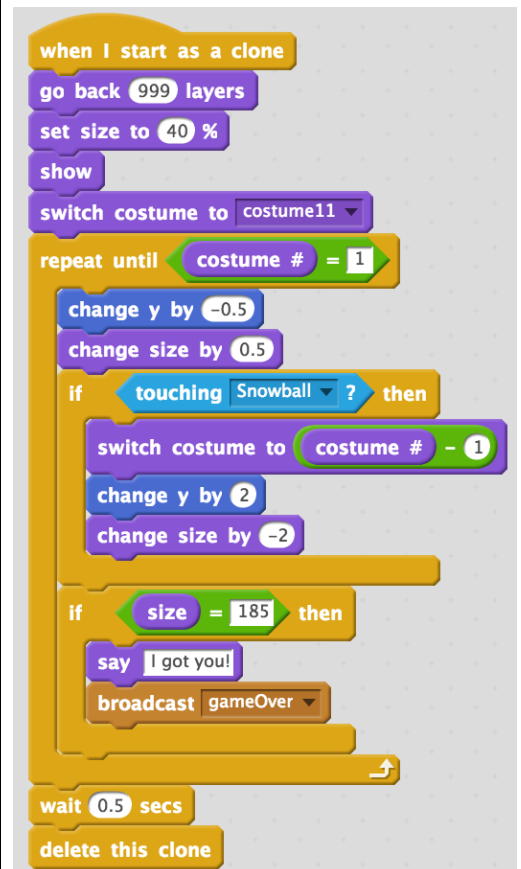 when I start as a clone
go back 999 layers
set size to 40 %
show
switch costume to costume11
repeat until costume # = 1
change y by -0.5
change size by 0.5
if touching Snowball ? then
switch costume to costume # - 1
change y by 2
change size by -2
if size = 185 then
say I got you!
broadcast gameOver
wait 0.5 secs
delete this clone